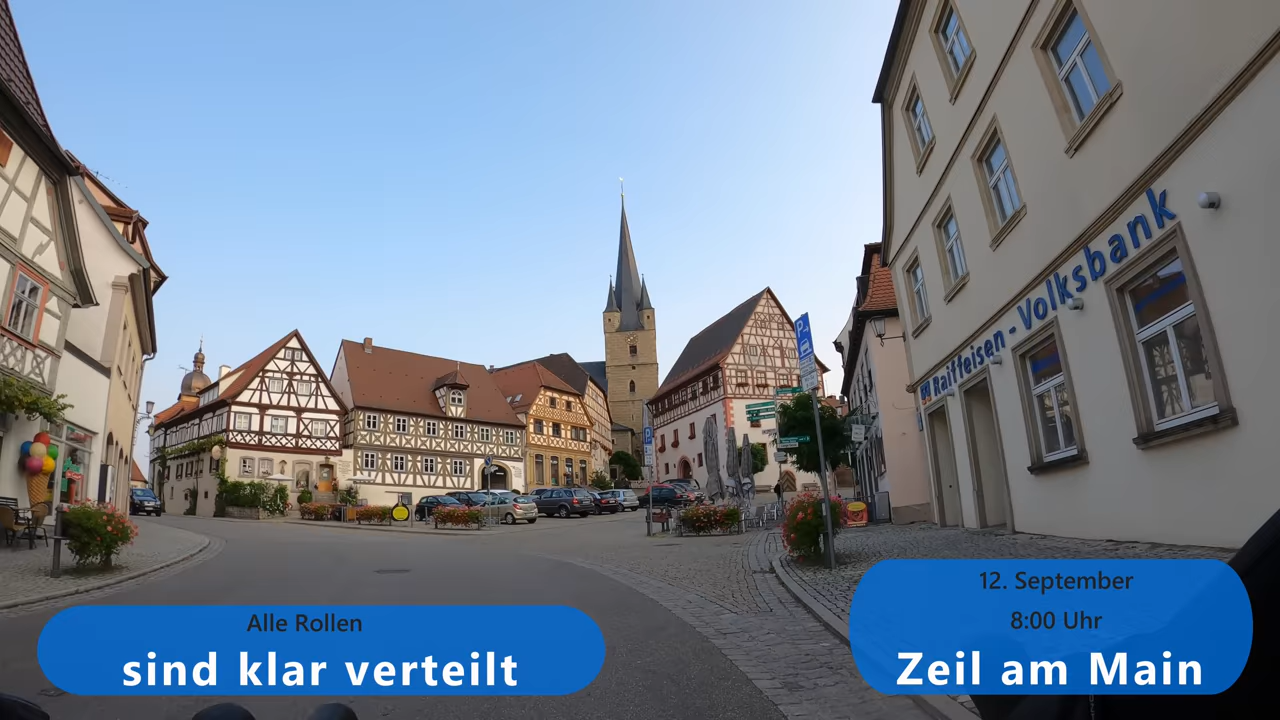 Raiffeisen - Volksbank
P
Alle Rollen
sind klar verteilt
12. September
8:00 Uhr
Zeil am Main